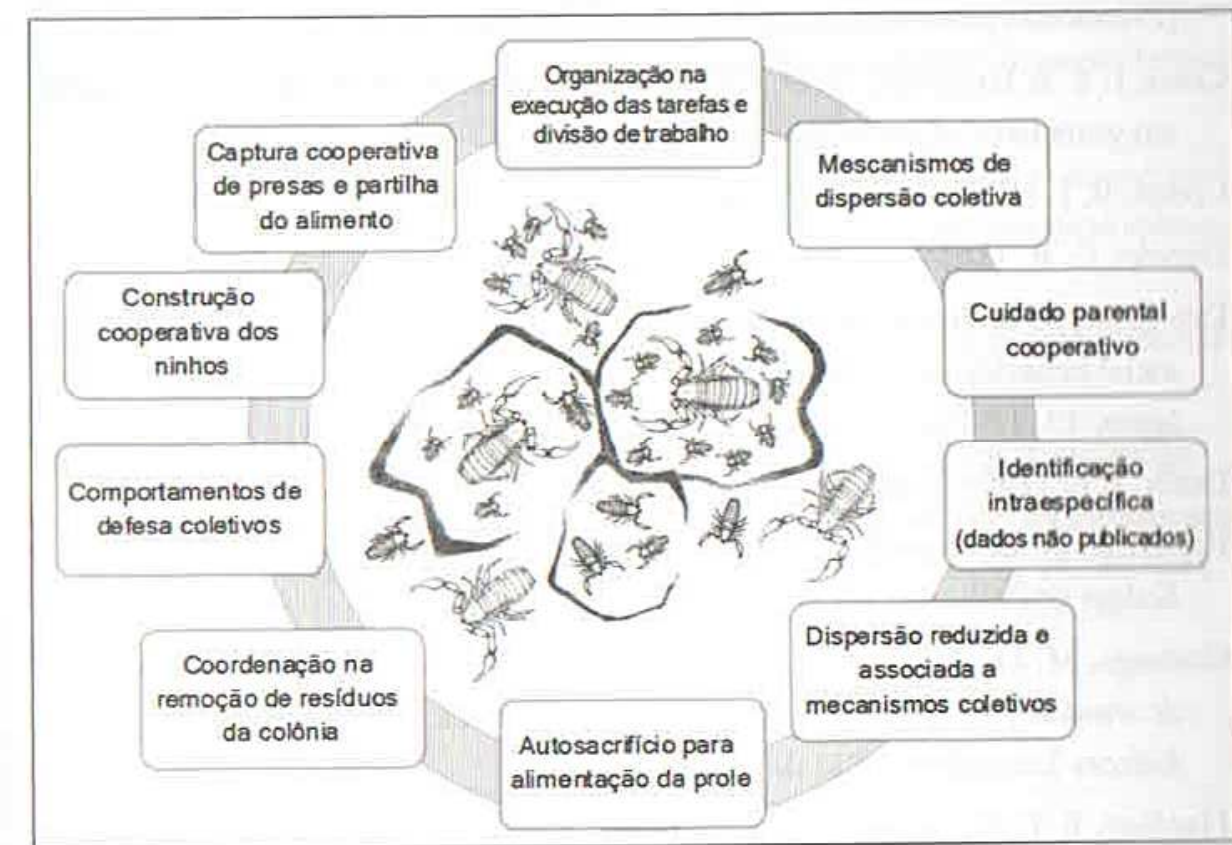 Organização na
execução das tarefas e
divisão de trabalho
Mescanismos de
dispersão coletiva
Cuidado parental
cooperativo
Identificação
intraespecífica
(dados não publicados)
Dispersão reduzida e
associada a
mecanismos coletivos
Autosacrifício para
alimentação da prole
Coordenação na
remoção de resíduos
da colônia
Comportamentos de
defesa coletivos
Construção
cooperativa dos
ninhos
Captura cooperativa
de presas e partilha
do alimento